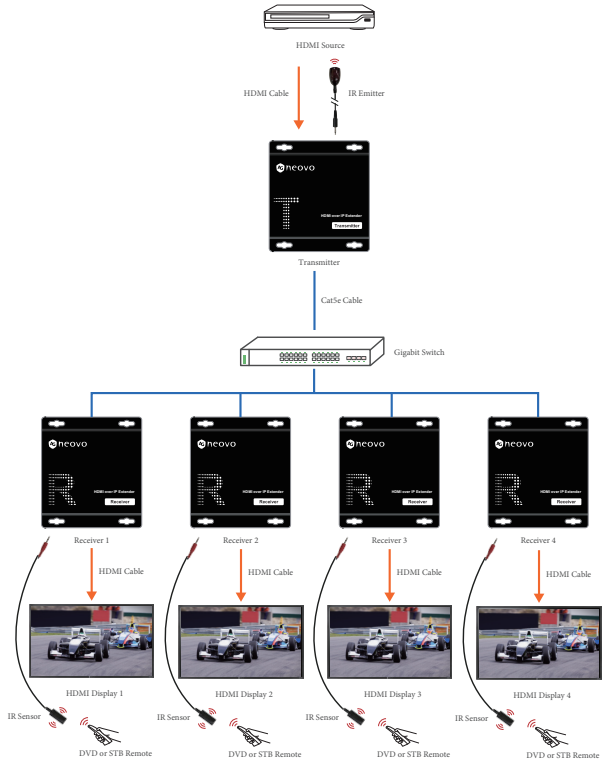 HDMI Source
HDMI Cable
IR Emitter
neovo
HDMI over IP Extender
Transmitter
Transmitter
Cat5e Cable
Gigabit Switch
neovo
neovo
neovo
neovo
HDMI over IP Extender
HDMI over IP Extender
HDMI over IP Extender
HDMI over IP Extender
Receiver
Receiver
Receiver
Receiver
Receiver 1
Receiver 2
Receiver 3
Receiver 4
HDMI Cable
HDMI Cable
HDMI Cable
HDMI Cable
HDMI Display 1
HDMI Display 2
HDMI Display 3
HDMI Display 4
IR Sensor
IR Sensor
IR Sensor
IR Sensor
DVD or STB Remote
DVD or STB Remote
DVD or STB Remote
DVD or STB Remote